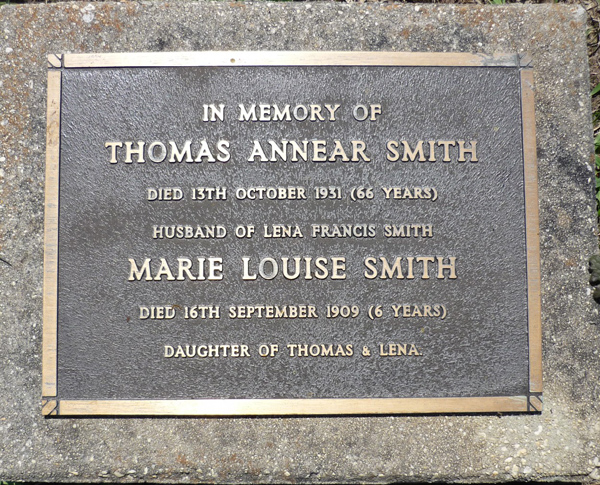 IN MEMORY OF
THOMAS ANNEAR SMITH
DIED 13TH OCTOBER 1931 (66 YEARS)
HUSBAND OF LENA FRANCIS SMITH
MARIE LOUISE SMITH
DIED 16TH SEPTEMBER 1909 (6 YEARS)
DAUGHTER OF THOMAS & LENA.